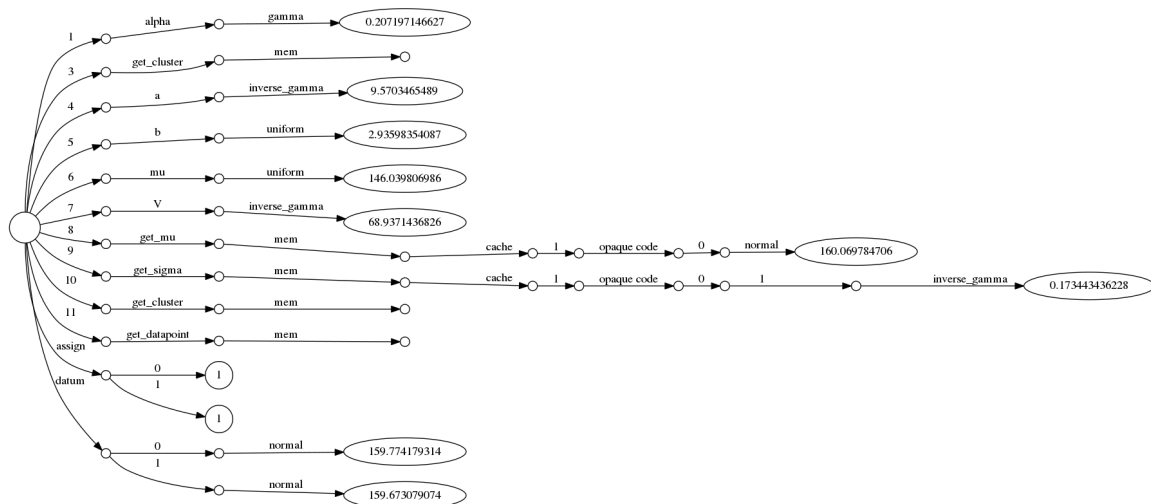 1 alpha gamma 0.207197146627
3 get_cluster mem
4 a inverse_gamma 9.5703465489
5 b uniform 2.93598354087
6 mu uniform 146.039806986
7 V inverse_gamma 68.9371436826
8 get_mu mem cache 1 opaque code 0 normal 160.069784706
9 get_sigma mem cache 1 opaque code 0 1 inverse_gamma 0.173443436228
10 get_cluster mem
11 get_datapoint mem
assign 0 1
1 1
datum 0 normal 159.774179314
1 normal 159.673079074